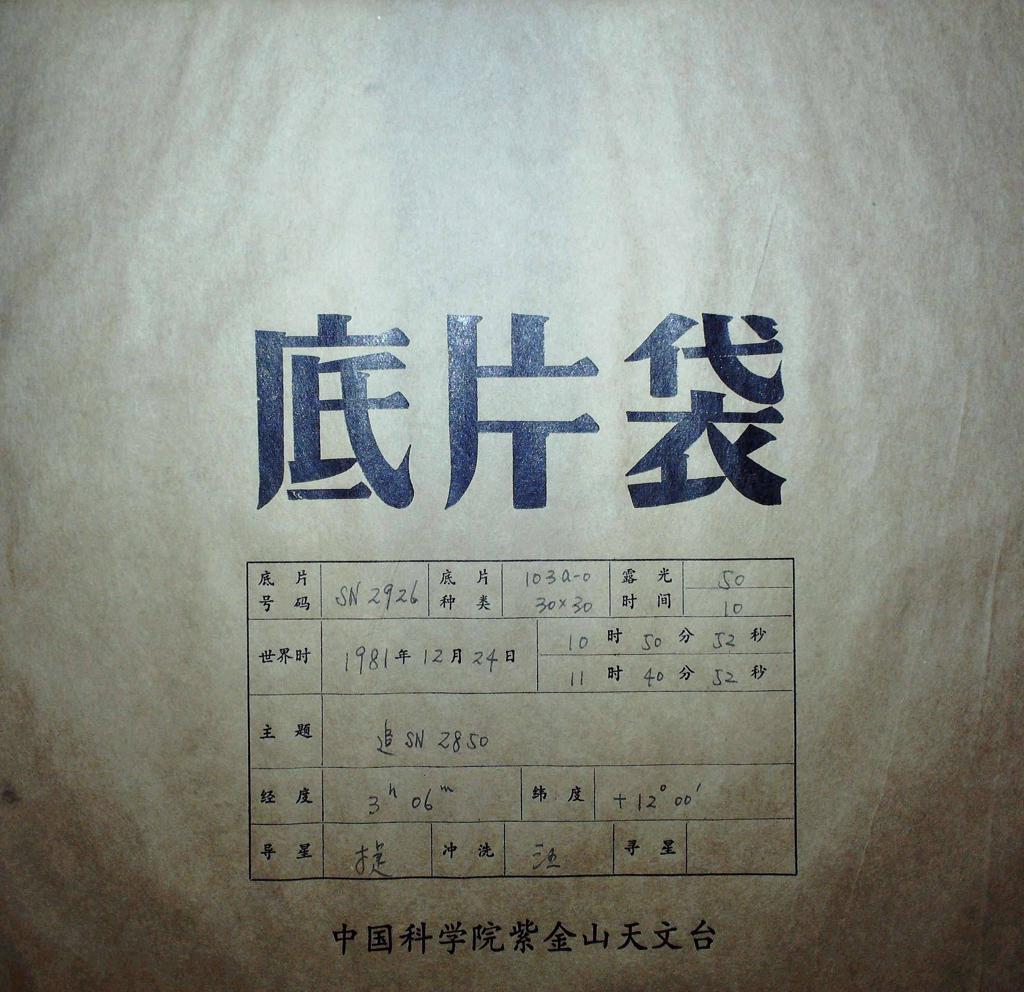 底片袋
底片号码 SN 2926 底片种类 103a-o 30×30 露光时间 50 10
世界时 1981年12月24日 10时50分52秒
11时40分52秒
主题 追 SN 2850
经度 3h 06m 纬度 +12° 00′
导星 捷 冲洗 汪 寻星
中国科学院紫金山天文台